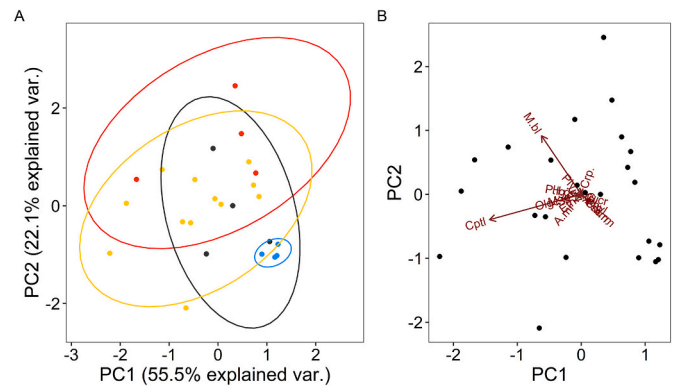 A
B
PC2 (22.1% explained var.)
2
0
-2
-3
-2
-1
0
1
2
PC1 (55.5% explained var.)
PC2
2
1
0
-1
-2
-2
-1
0
1
PC1
M.bl
Crp.
Cptl